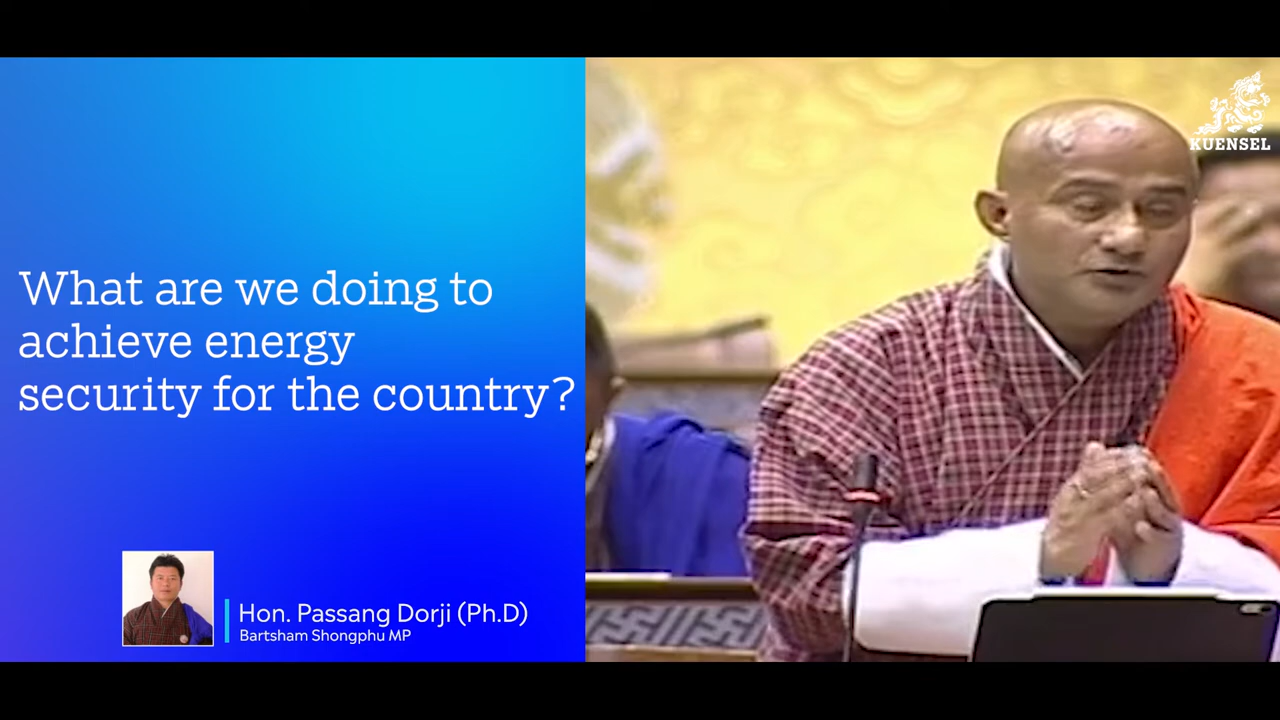 KUENSEL
What are we doing to
achieve energy
security for the country?
Hon. Passang Dorji (Ph.D)
Bartsham Shongphu MP